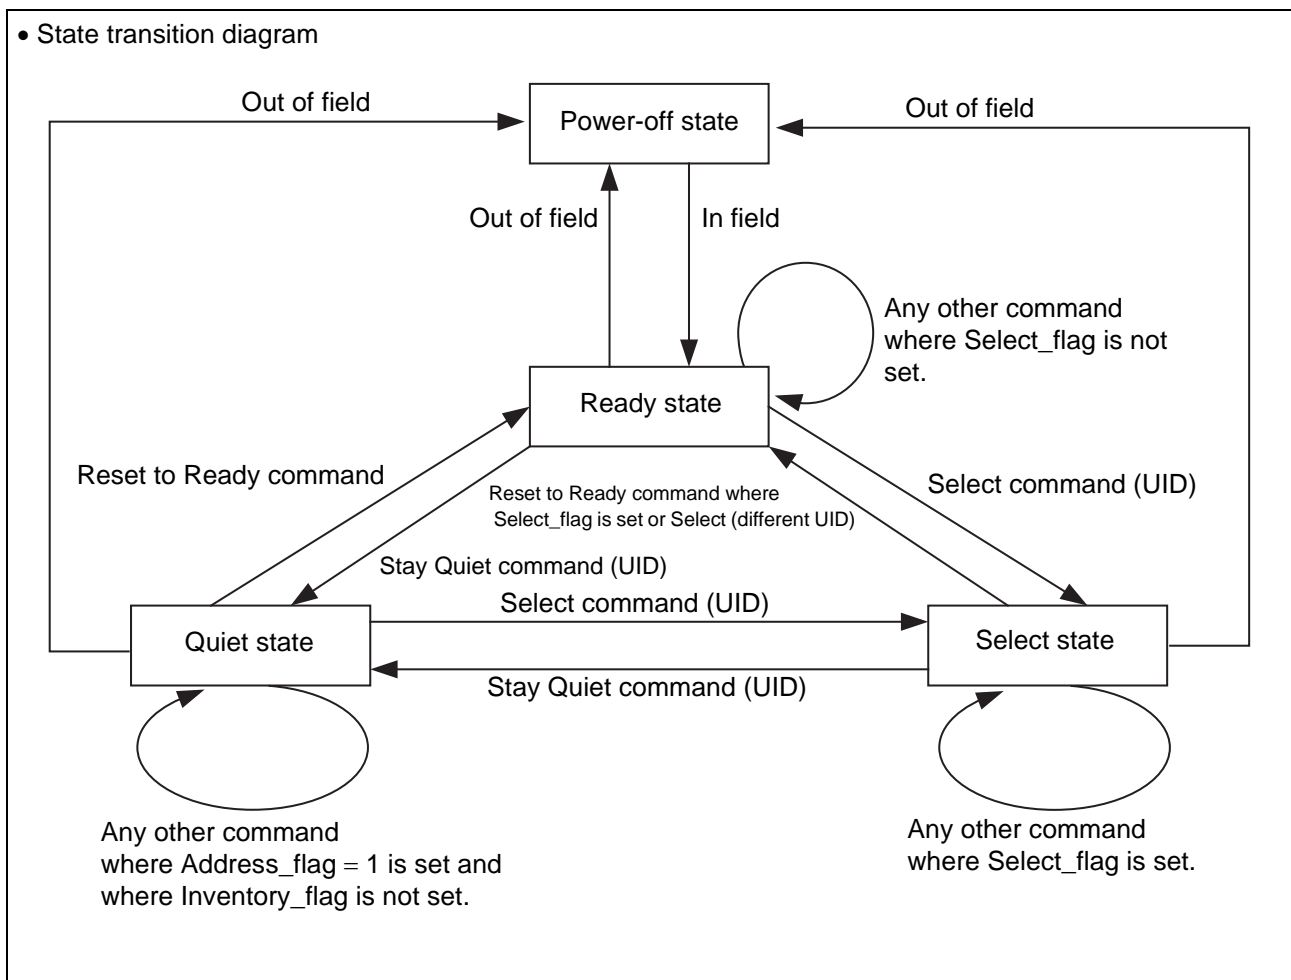 • State transition diagram
Out of field
Power-off state
Out of field
Out of field
In field
Any other command
where Select_flag is not
set.
Ready state
Reset to Ready command
Select command (UID)
Reset to Ready command where
Select_flag is set or Select (different UID)
Stay Quiet command (UID)
Select command (UID)
Quiet state
Select state
Stay Quiet command (UID)
Any other command
where Address_flag = 1 is set and
where Inventory_flag is not set.
Any other command
where Select_flag is set.